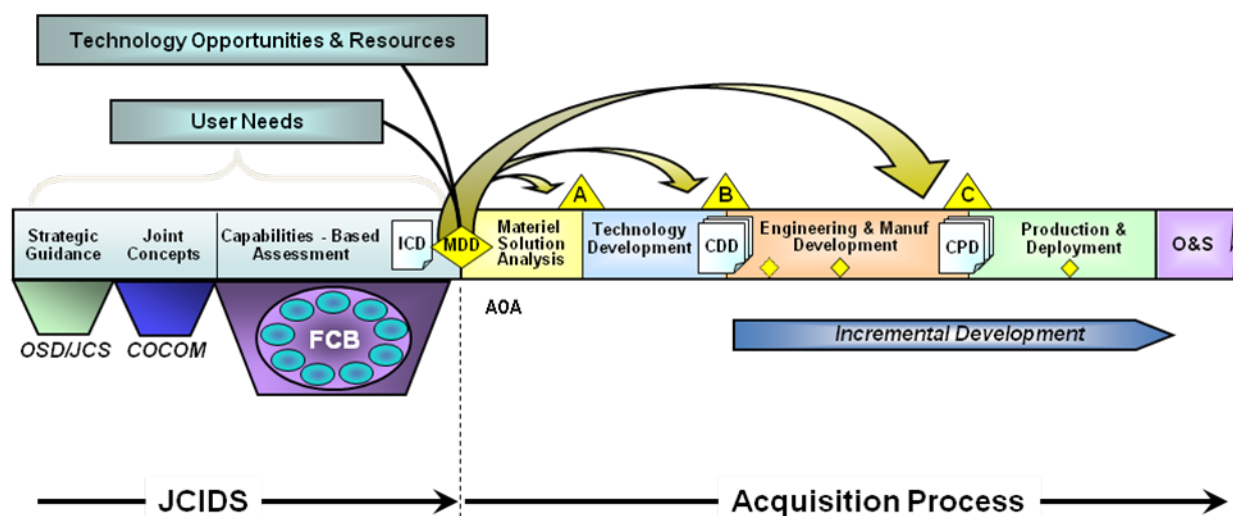 Technology Opportunities & Resources
User Needs
A
B
C
Strategic
Guidance
Joint
Concepts
Capabilities - Based
Assessment
ICD
MDD
Materiel
Solution
Analysis
Technology
Development
CDD
Engineering & Manuf
Development
CPD
Production &
Deployment
O&S
OSD/JCS
COCOM
FCB
AOA
Incremental Development
JCIDS
Acquisition Process